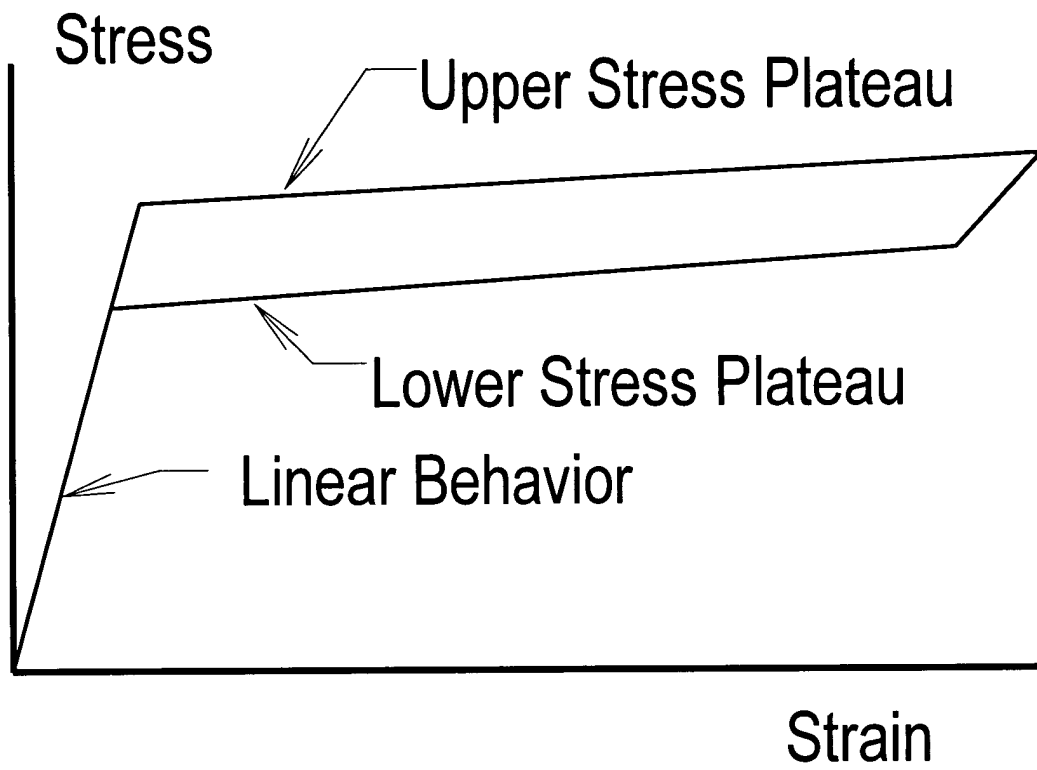 Stress
Upper Stress Plateau
Lower Stress Plateau
Linear Behavior
Strain